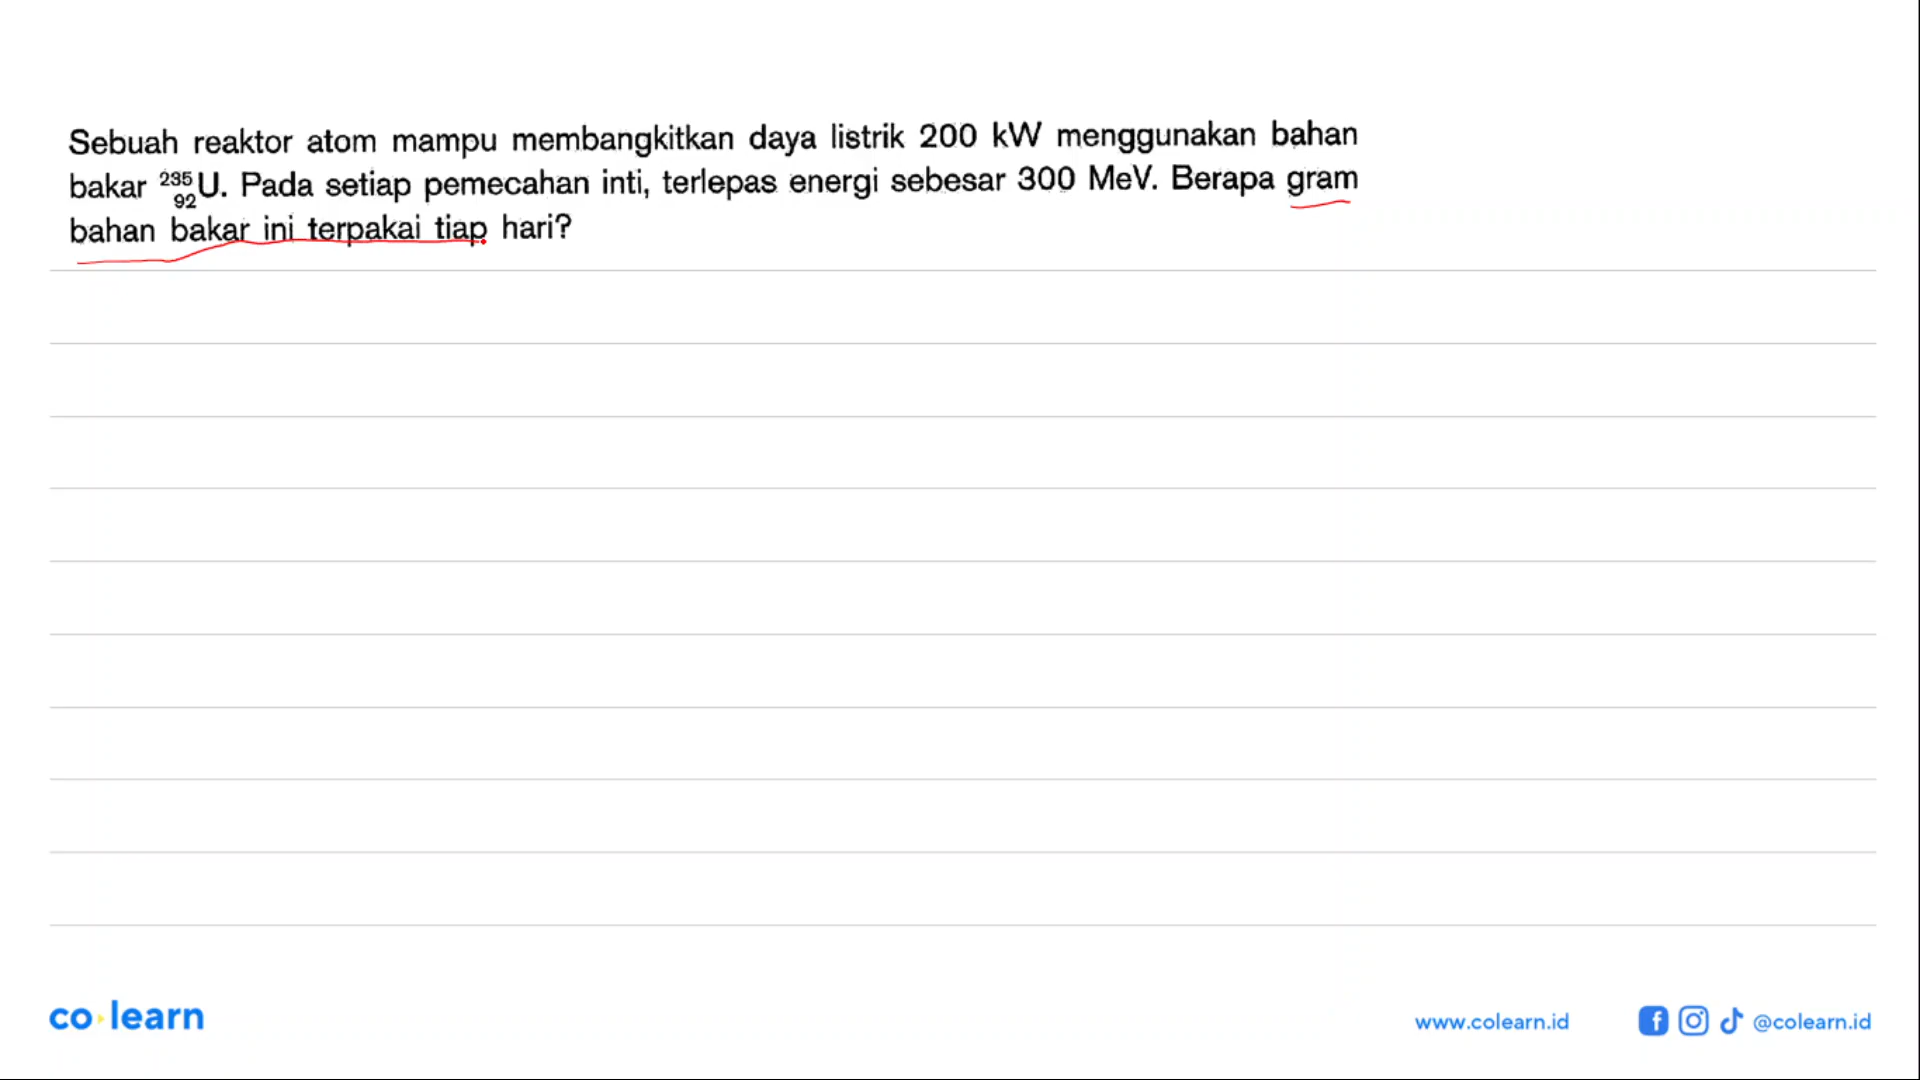 Sebuah reaktor atom mampu membangkitkan daya listrik 200 kW menggunakan bahan
bakar ²³⁵₉₂U. Pada setiap pemecahan inti, terlepas energi sebesar 300 MeV. Berapa gram
bahan bakar ini terpakai tiap hari?
co learn
www.colearn.id @colearn.id